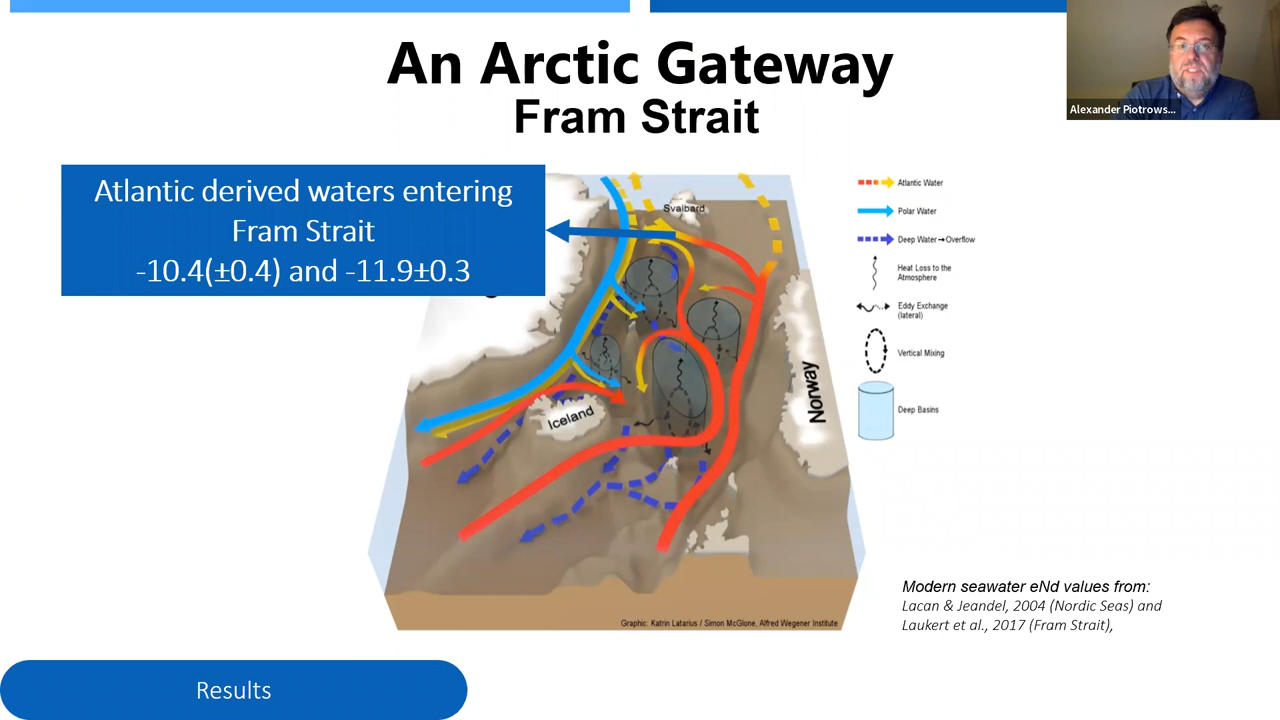 An Arctic Gateway
Fram Strait
Alexander Piotrows...
Atlantic derived waters entering
Fram Strait
-10.4(±0.4) and -11.9±0.3
Svalbard
Iceland
Norway
Atlantic Water
Polar Water
Deep Water→Overflow
Heat Loss to the
Atmosphere
Eddy Exchange
(lateral)
Vertical Mixing
Deep Basins
Graphic: Katrin Latarius / Simon McGlone, Alfred Wegener Institute
Modern seawater eNd values from:
Lacan & Jeandel, 2004 (Nordic Seas) and
Laukert et al., 2017 (Fram Strait),
Results